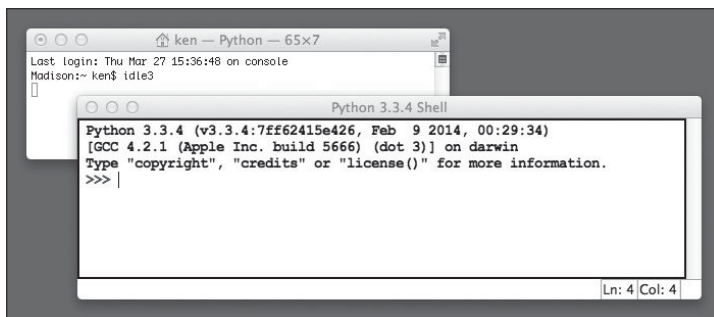 ken — Python — 65×7
Last login: Thu Mar 27 15:36:48 on console
Madison:~ ken$ idle3
Python 3.3.4 Shell
Python 3.3.4 (v3.3.4:7ff62415e426, Feb  9 2014, 00:29:34)
[GCC 4.2.1 (Apple Inc. build 5666) (dot 3)] on darwin
Type "copyright", "credits" or "license()" for more information.
>>>
Ln: 4 Col: 4